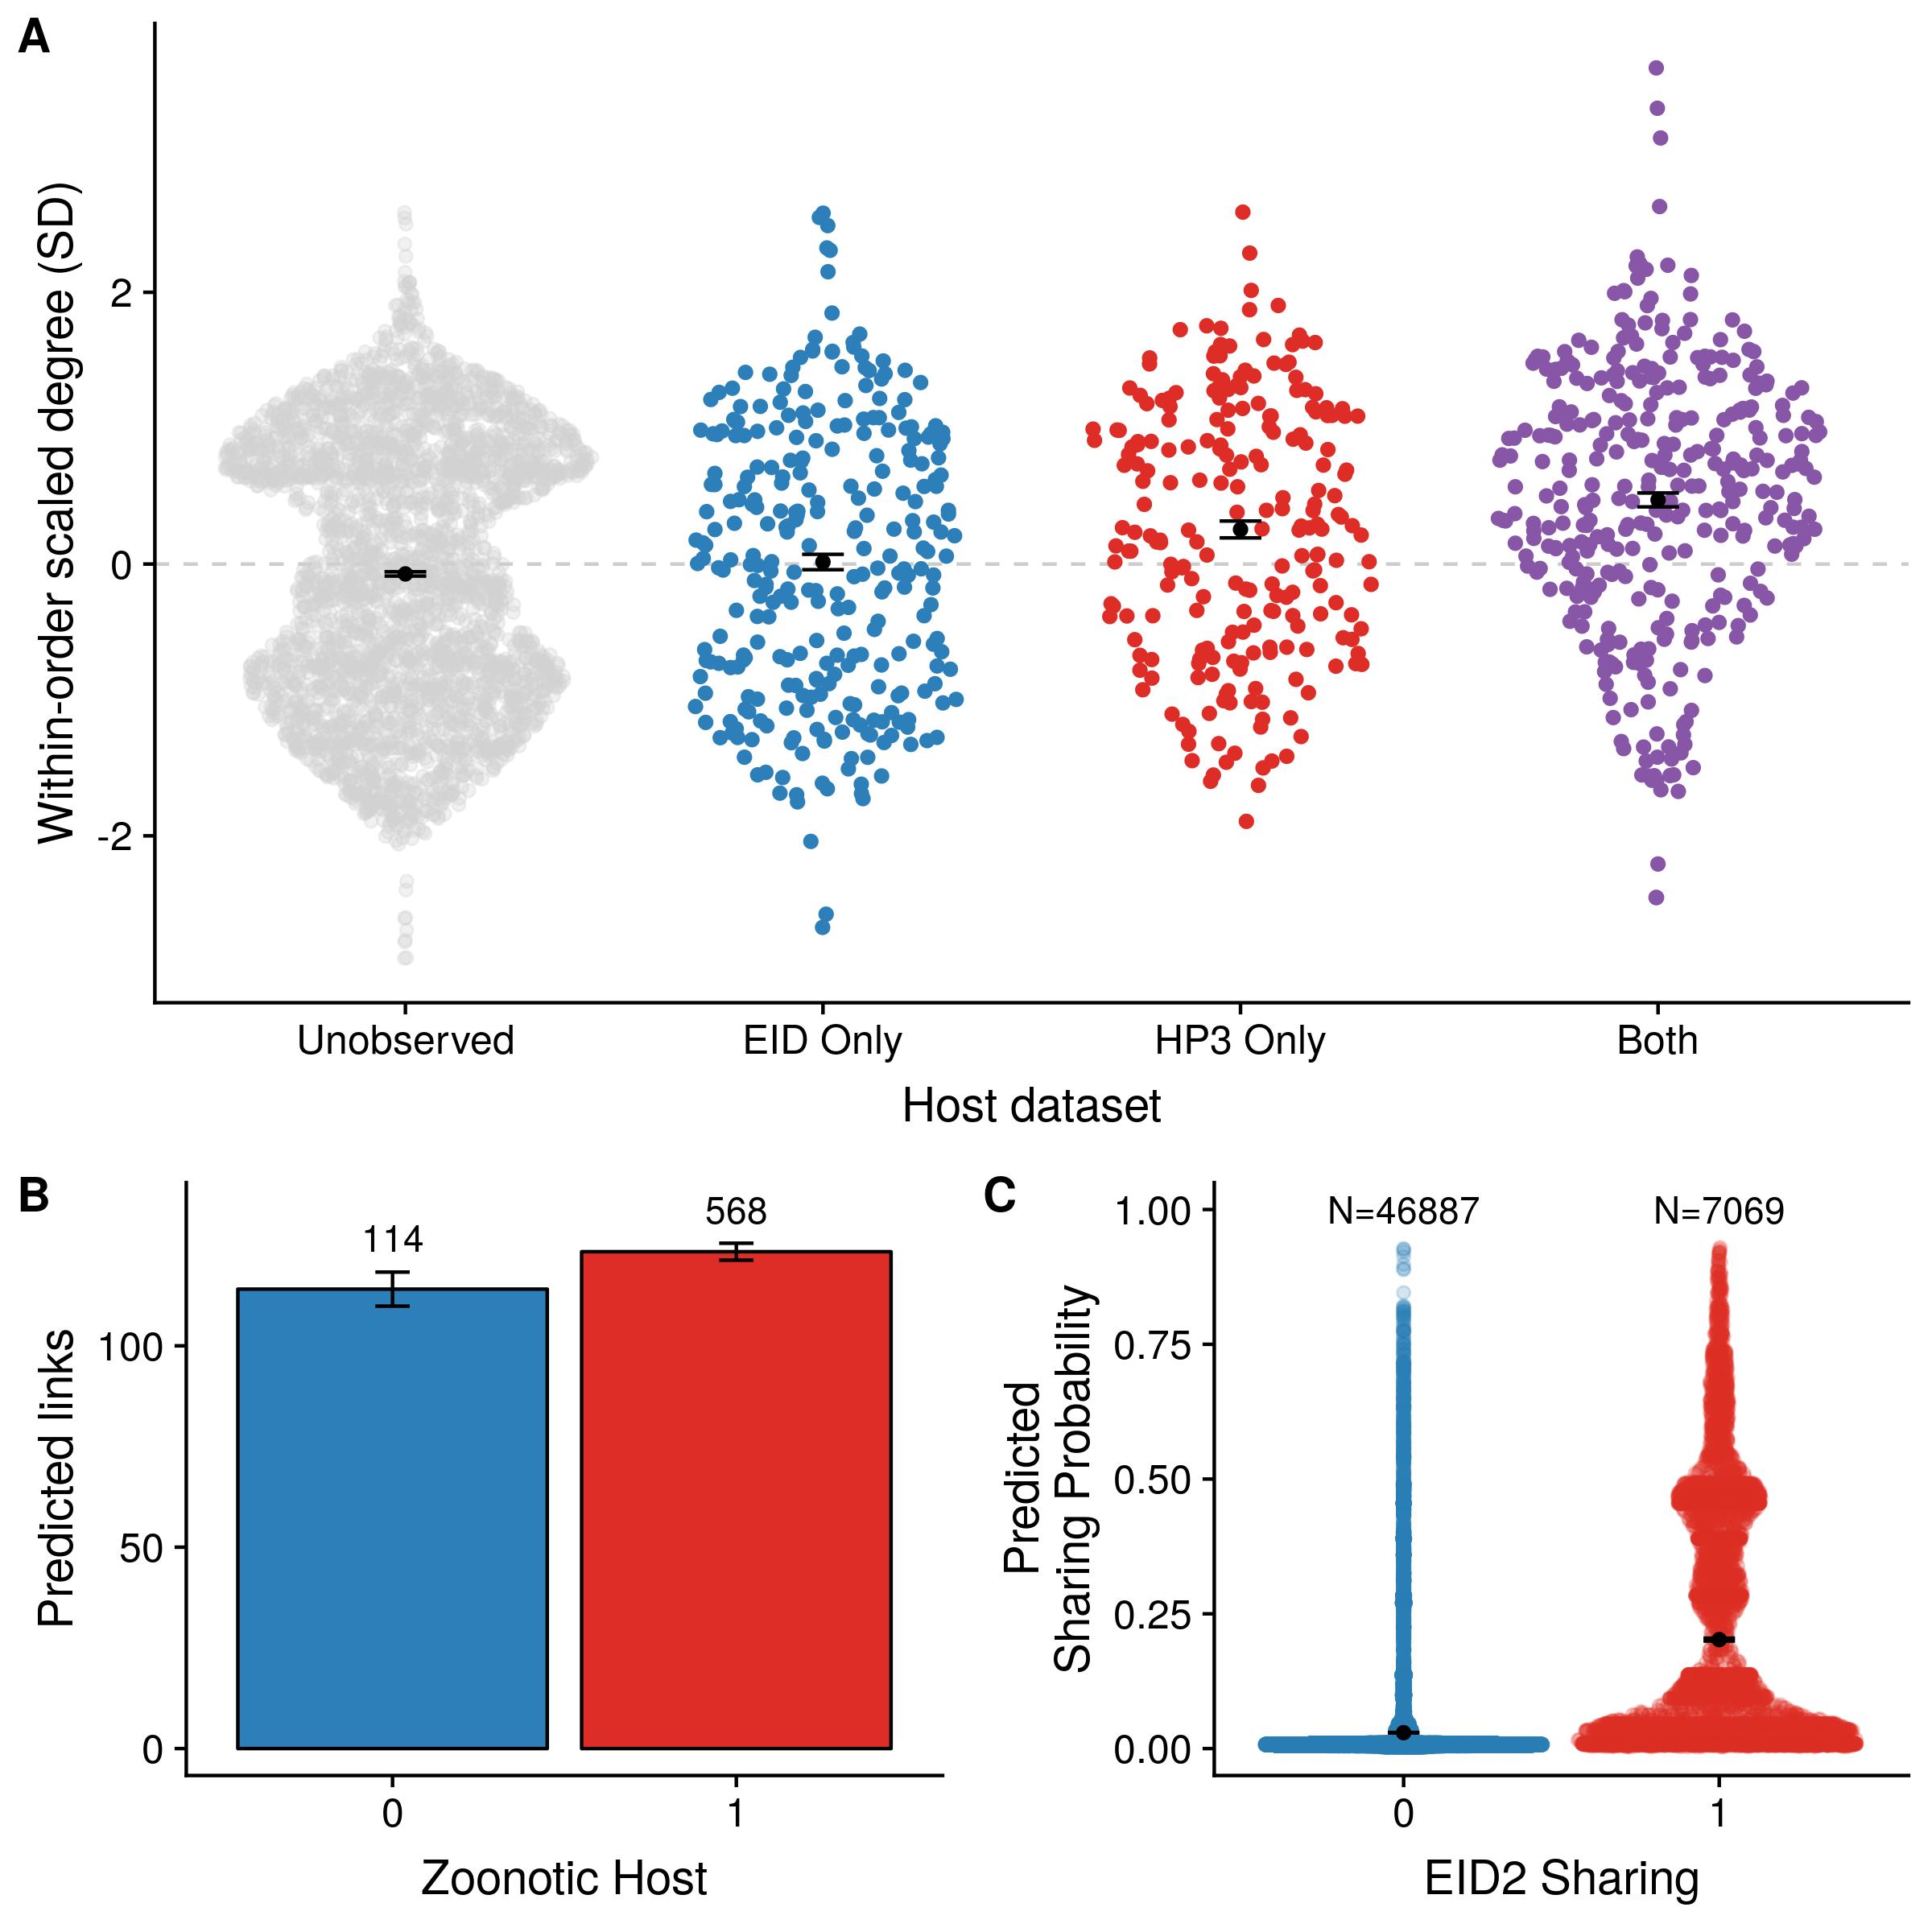 A
Within-order scaled degree (SD)
2
0
-2
Unobserved
EID Only
HP3 Only
Both
Host dataset
B
Predicted links
100
50
0
114
568
0
1
Zoonotic Host
C
Predicted
Sharing Probability
1.00
0.75
0.50
0.25
0.00
N=46887
N=7069
0
1
EID2 Sharing